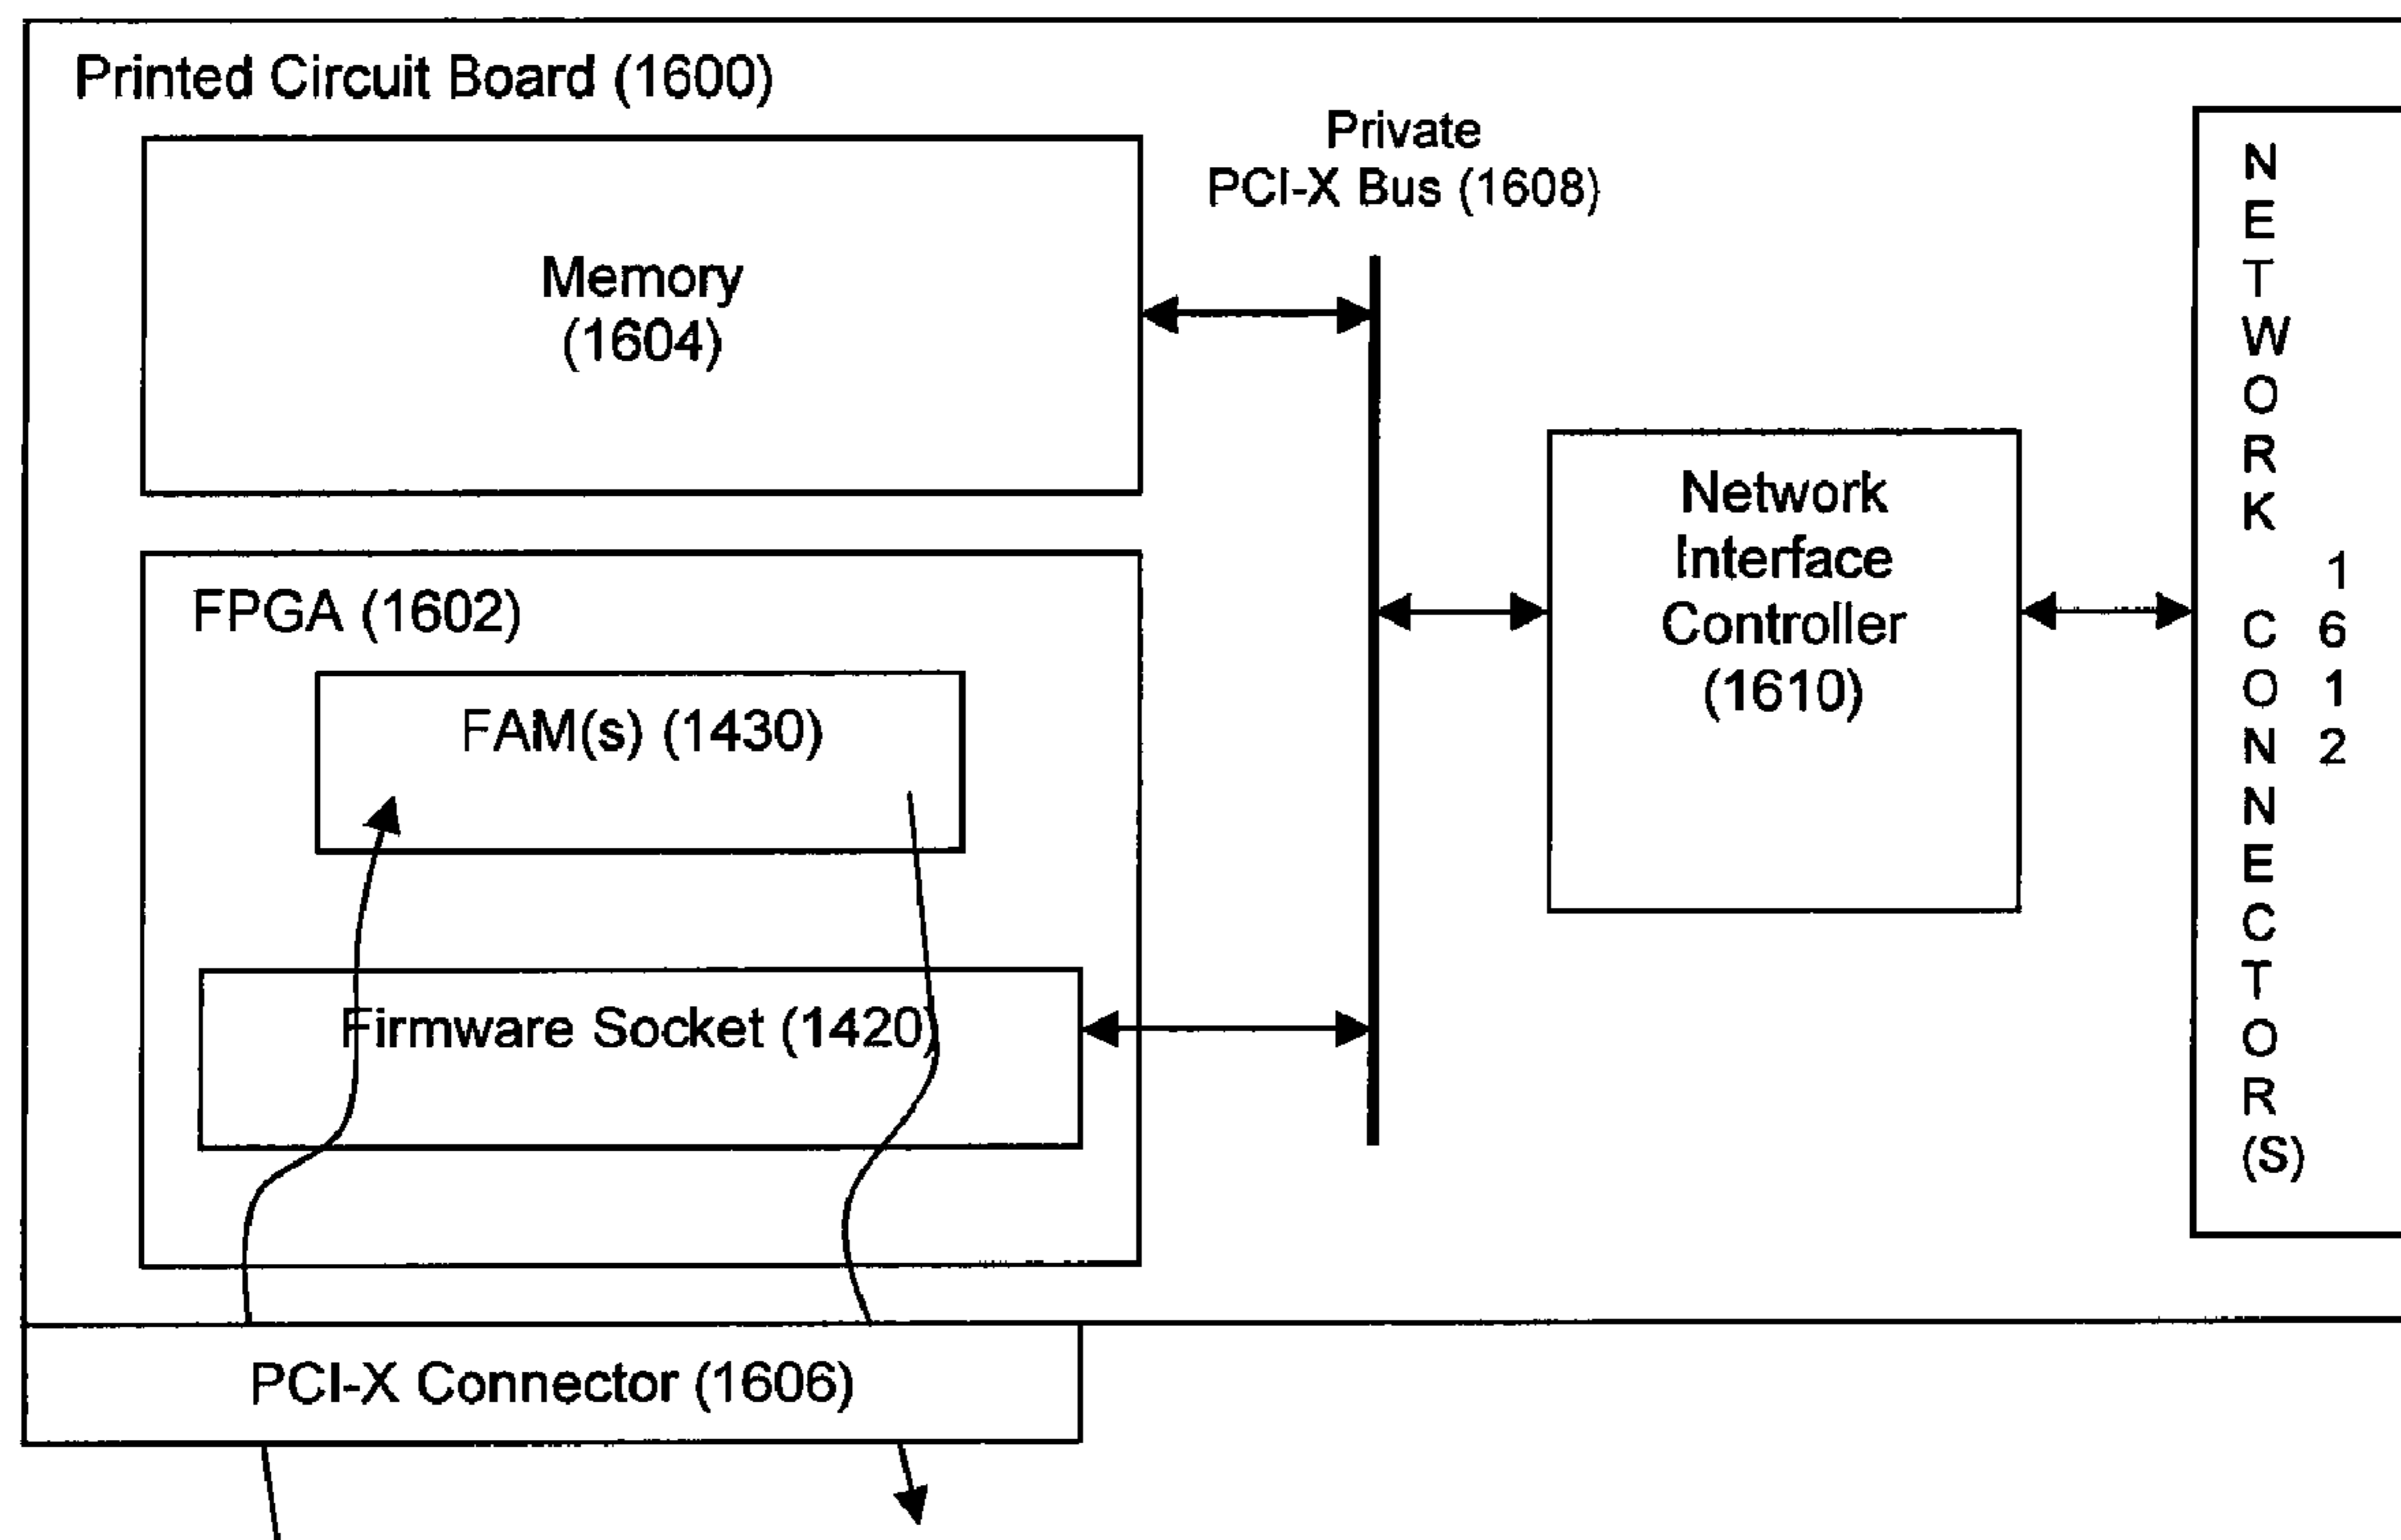 Printed Circuit Board (1600)
Private
PCI-X Bus (1608)
Memory
(1604)
Network
Interface
Controller
(1610)
NETWORK CONNECTOR(S)
1612
FPGA (1602)
FAM(s) (1430)
Firmware Socket (1420)
PCI-X Connector (1606)